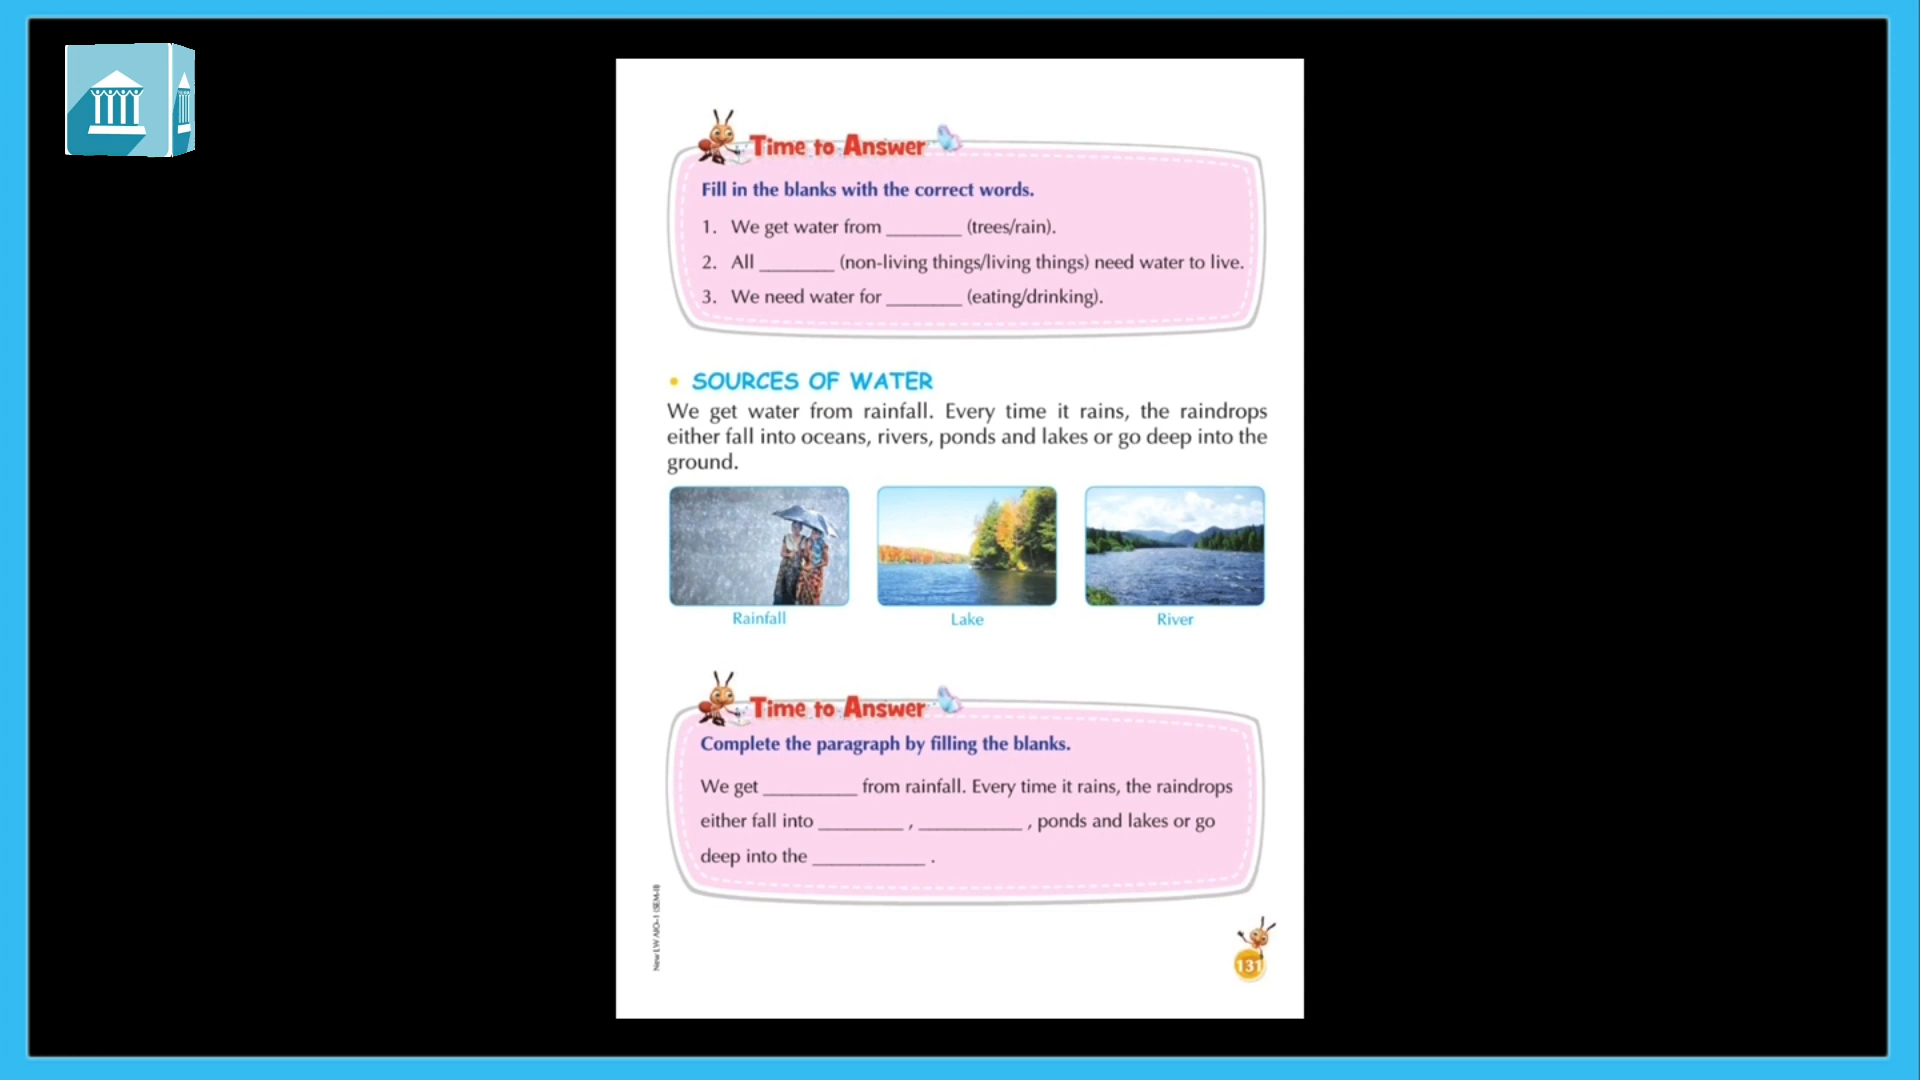 Time to Answer
Fill in the blanks with the correct words.
1. We get water from ________ (trees/rain).
2. All ________ (non-living things/living things) need water to live.
3. We need water for ________ (eating/drinking).
• SOURCES OF WATER
We get water from rainfall. Every time it rains, the raindrops
either fall into oceans, rivers, ponds and lakes or go deep into the
ground.
Rainfall
Lake
River
Time to Answer
Complete the paragraph by filling the blanks.
We get __________ from rainfall. Every time it rains, the raindrops
either fall into _________ , ___________ , ponds and lakes or go
deep into the ____________ .
131